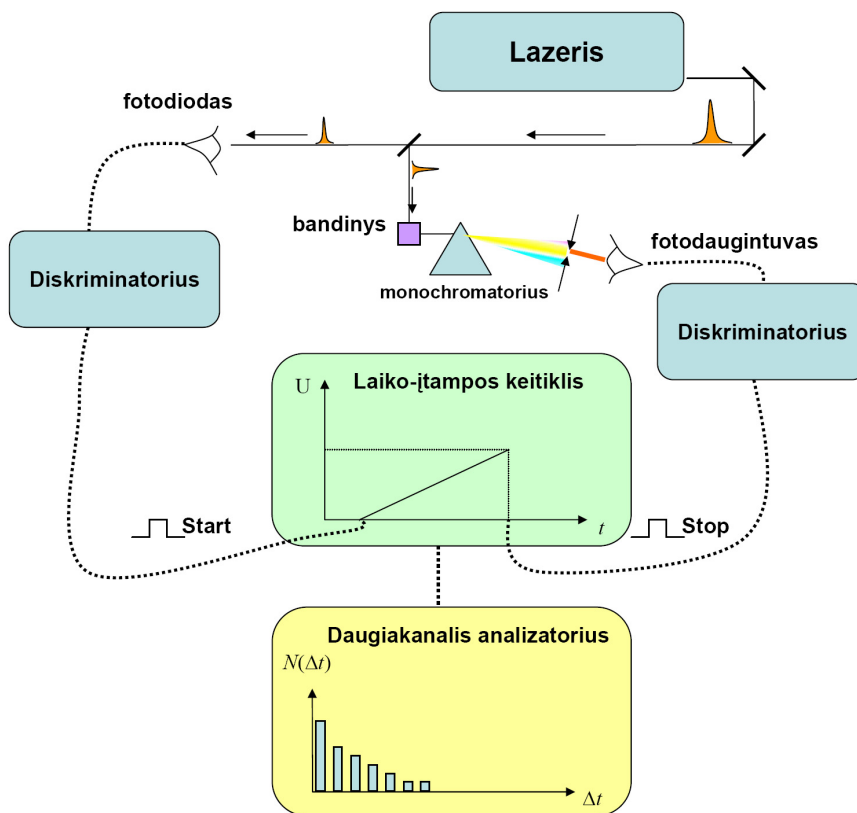 Lazeris
fotodiodas
bandinys
fotodaugintuvas
monochromatorius
Diskriminatorius
Diskriminatorius
Laiko-įtampos keitiklis
U
t
Start
Stop
Daugiakanalis analizatorius
N(Δt)
Δt